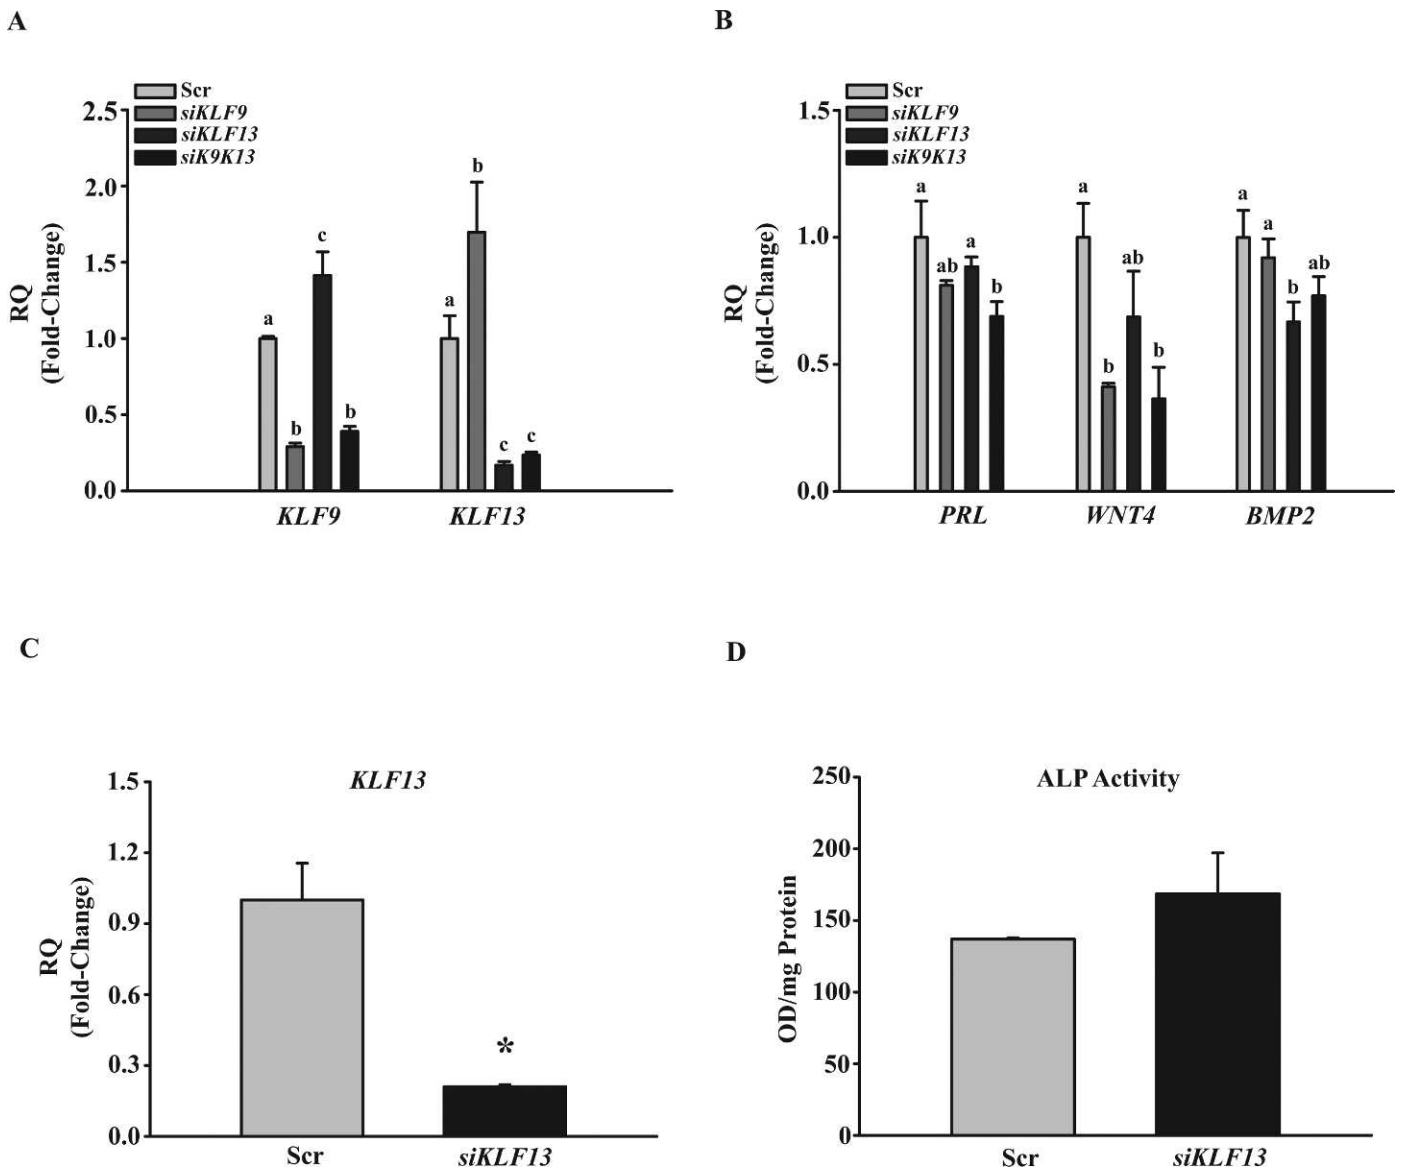 A
Scr
siKLF9
siKLF13
siK9K13
2.5
2.0
1.5
1.0
0.5
0.0
RQ
(Fold-Change)
a
b
c
b
a
b
c
c
KLF9
KLF13
B
Scr
siKLF9
siKLF13
siK9K13
1.5
1.0
0.5
0.0
RQ
(Fold-Change)
a
ab
a
b
a
b
ab
b
a
a
b
ab
PRL
WNT4
BMP2
C
KLF13
1.5
1.2
0.9
0.6
0.3
0.0
RQ
(Fold-Change)
*
Scr
siKLF13
D
ALP Activity
250
200
150
100
50
0
OD/mg Protein
Scr
siKLF13